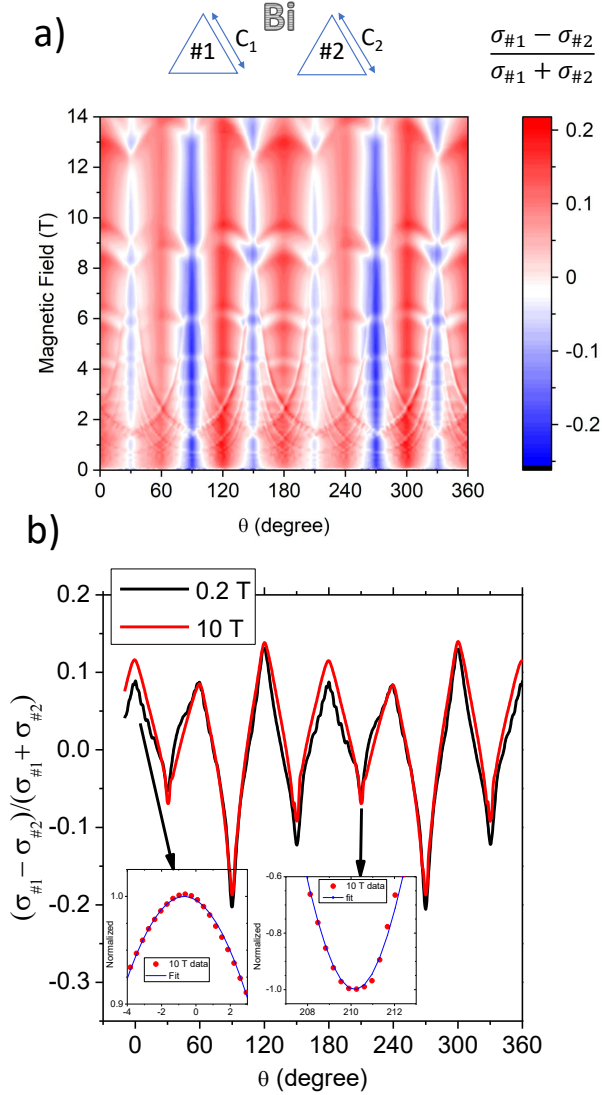 Bi
a)
#1
C1
#2
C2
σ#1 − σ#2
σ#1 + σ#2
14
12
10
8
6
4
2
0
Magnetic Field (T)
0 60 120 180 240 300 360
θ (degree)
0.2
0.1
0
-0.1
-0.2
b)
0.2 T
10 T
0.2
0.1
0.0
-0.1
-0.2
-0.3
(σ#1 − σ#2)/(σ#1 + σ#2)
1.0
0.9
Normalized
10 T data
Fit
-4 -2 0 2
-0.6
-0.8
-1.0
Normalized
10 T data
fit
208 210 212
0 60 120 180 240 300 360
θ (degree)